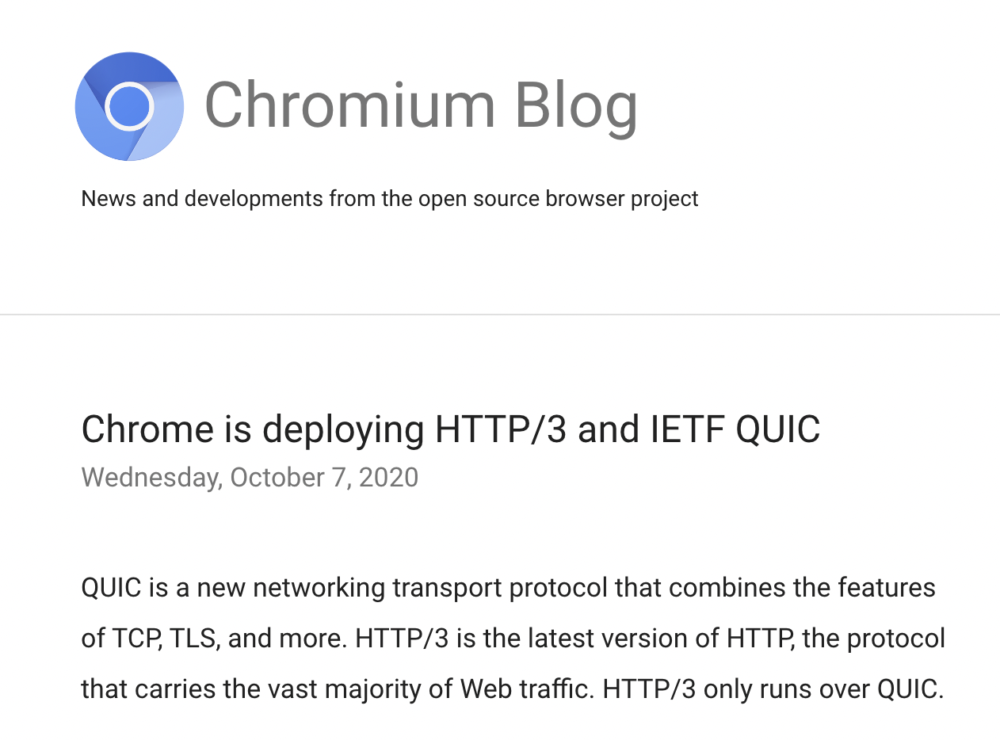 Chromium Blog
News and developments from the open source browser project
Chrome is deploying HTTP/3 and IETF QUIC
Wednesday, October 7, 2020
QUIC is a new networking transport protocol that combines the features
of TCP, TLS, and more. HTTP/3 is the latest version of HTTP, the protocol
that carries the vast majority of Web traffic. HTTP/3 only runs over QUIC.